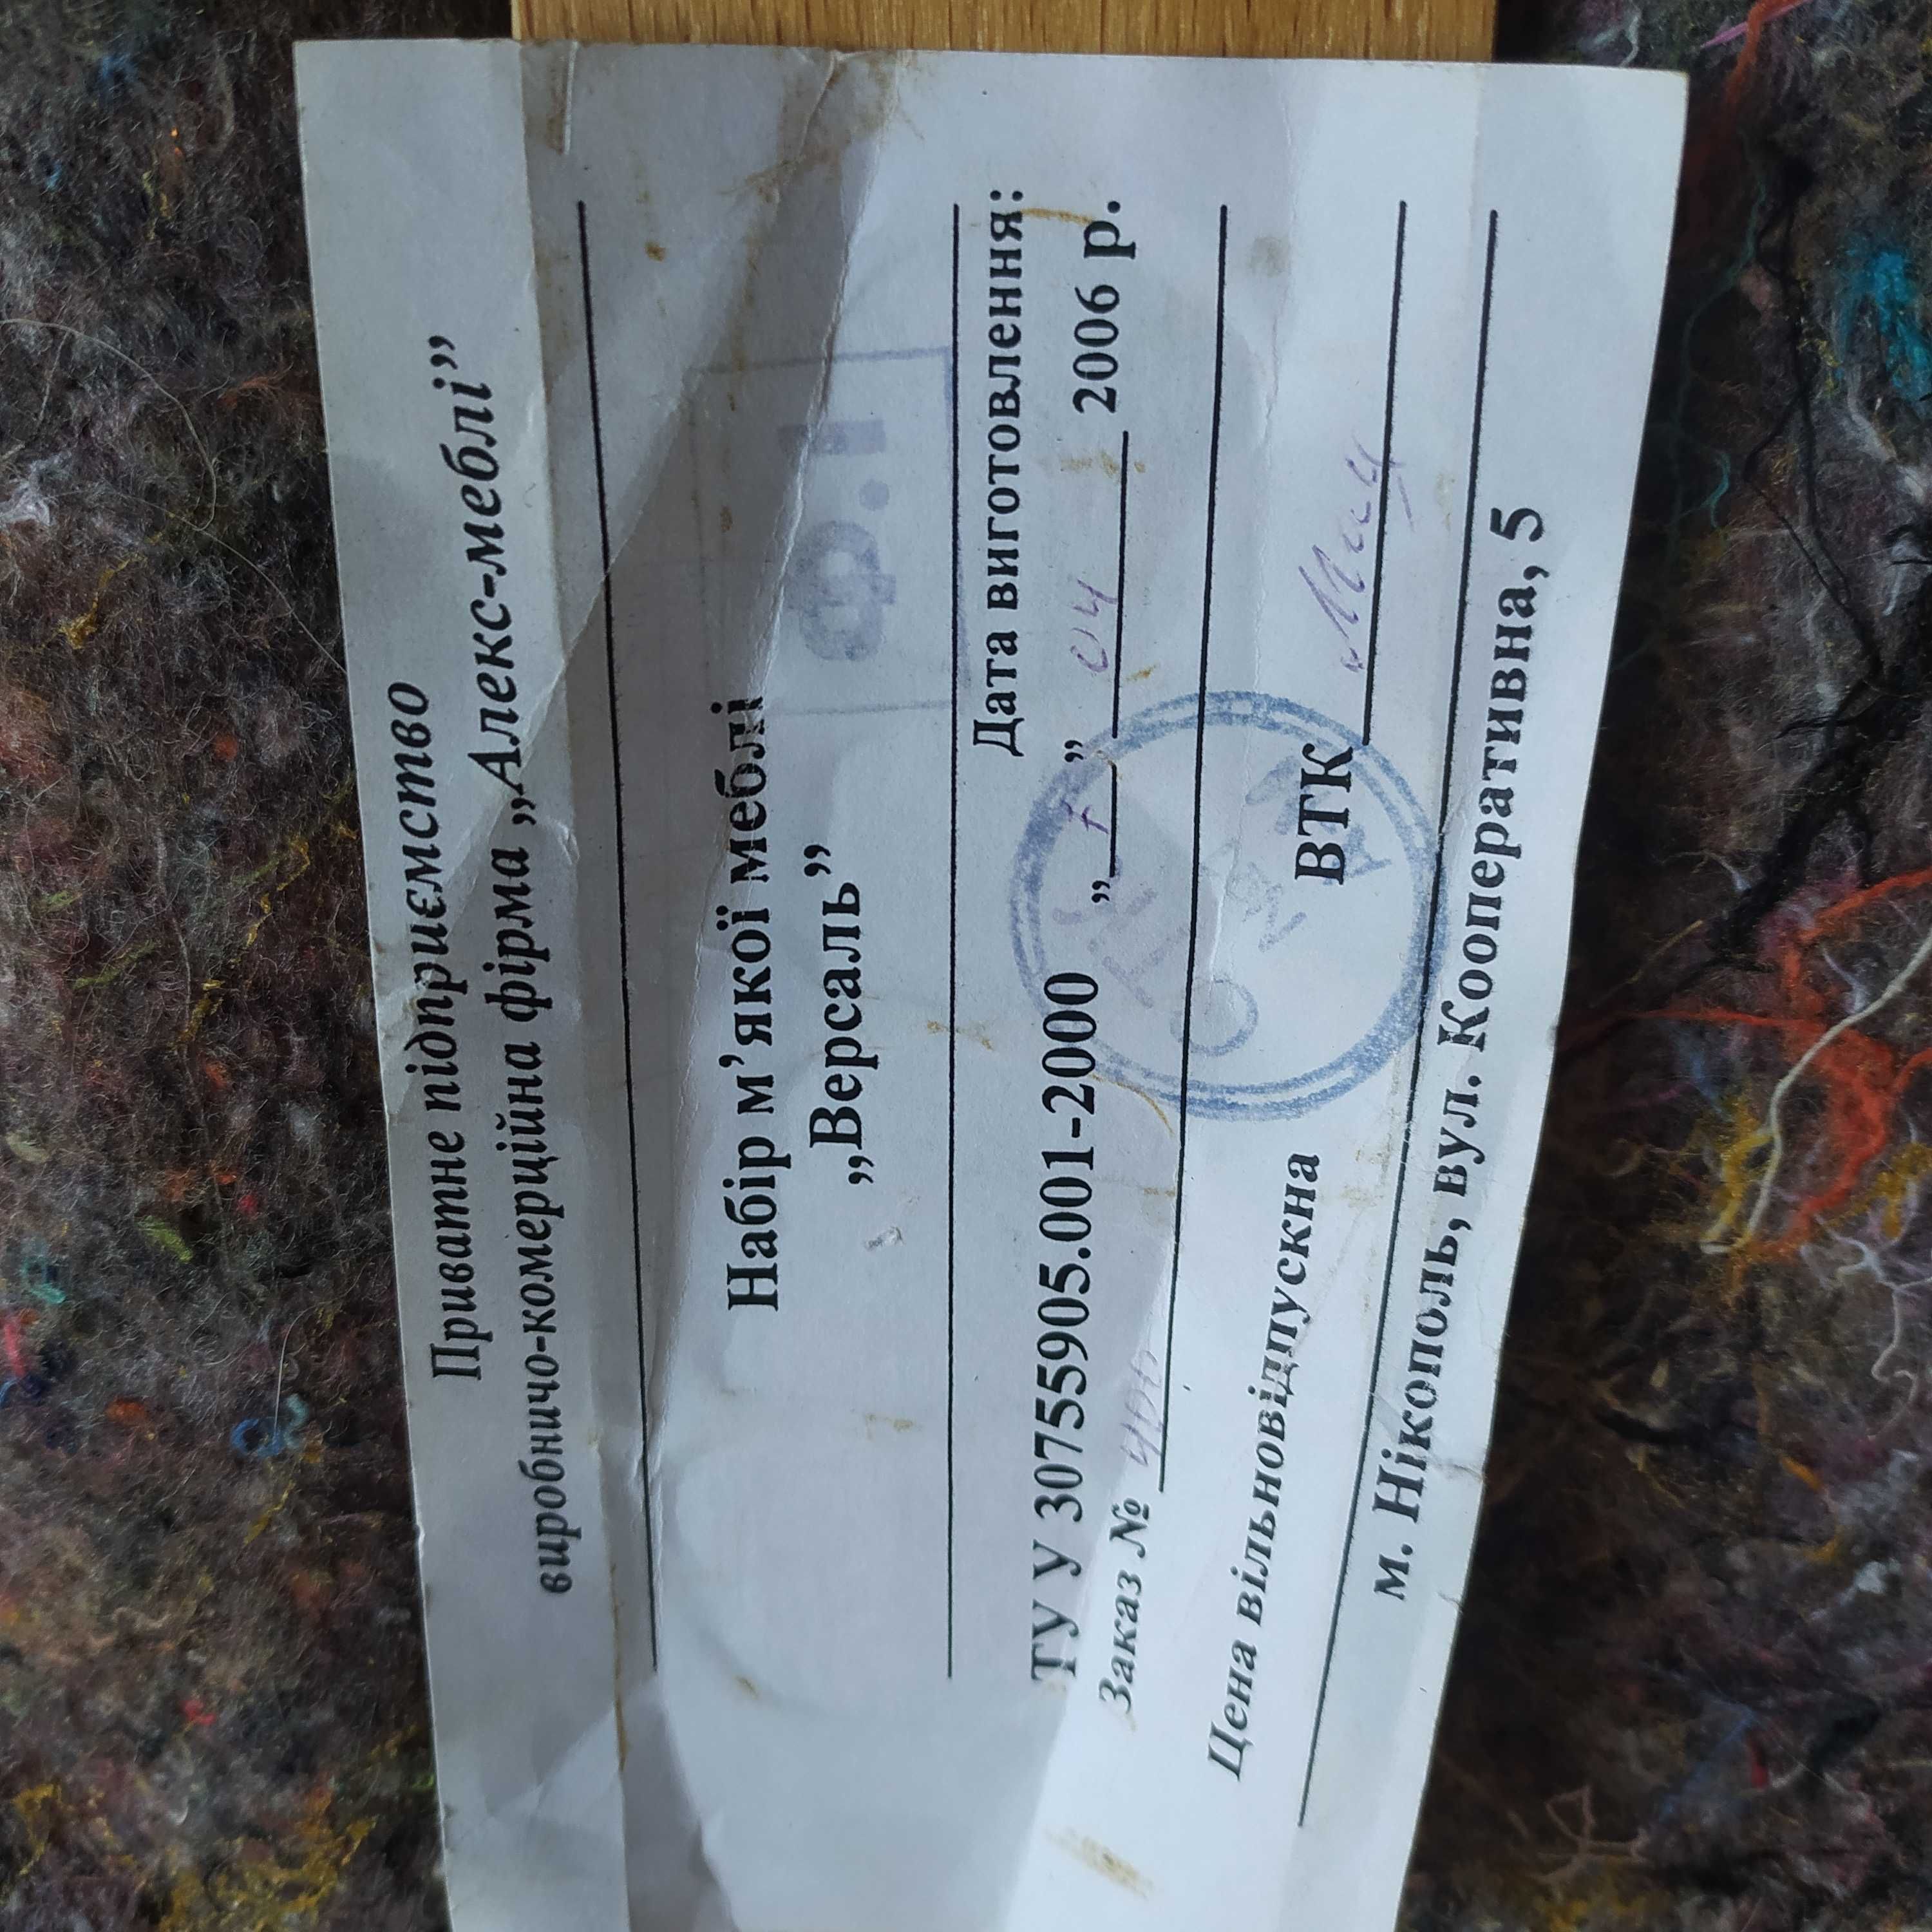 Приватне підприємство
виробничо-комерційна фірма „Алекс-меблі”
Набір м’якої меблі
„Версаль”
Ф.І
Дата виготовлення:
ТУ У 30755905.001-2000 „ ” 04 2006 р.
Заказ №
Цена вільновідпускна ВТК
м. Нікополь, вул. Кооперативна, 5